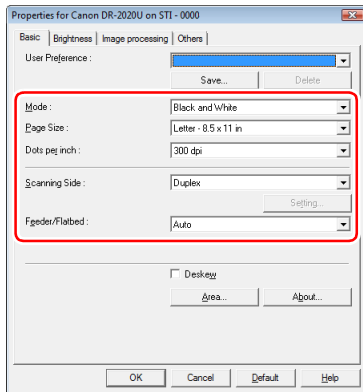 Properties for Canon DR-2020U on STI - 0000
Basic Brightness Image processing Others
User Preference :
Save... Delete
Mode : Black and White
Page Size : Letter - 8.5 x 11 in
Dots per inch : 300 dpi
Scanning Side : Duplex
Setting...
Feeder/Flatbed : Auto
Deskew
Area... About...
OK Cancel Default Help